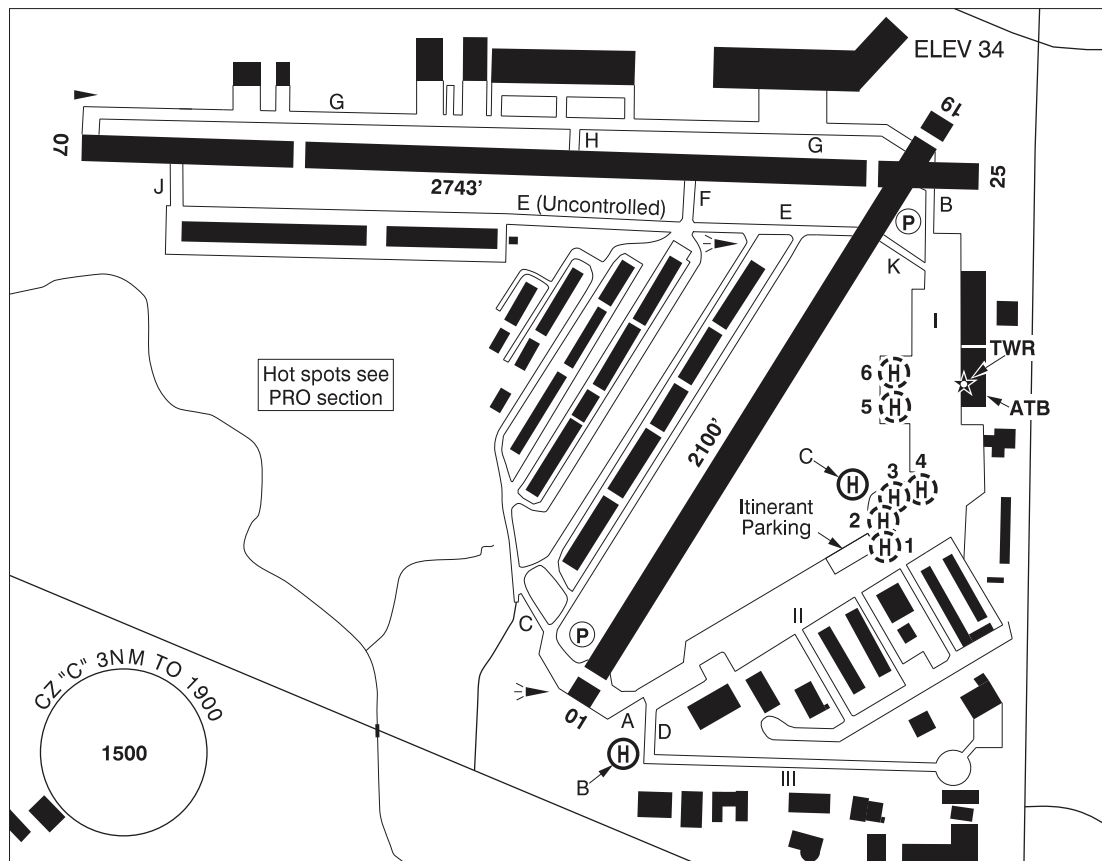 ELEV 34
19
07
25
G
H
G
J
2743'
F
E (Uncontrolled)
E
B
P
K
I
TWR
ATB
Hot spots see
PRO section
6 H
5 H
2100'
C
H
3
4
H
H
Itinerant
Parking
2 H
H 1
II
C
P
CZ "C" 3NM TO 1900
1500
01
A
D
H
B
III